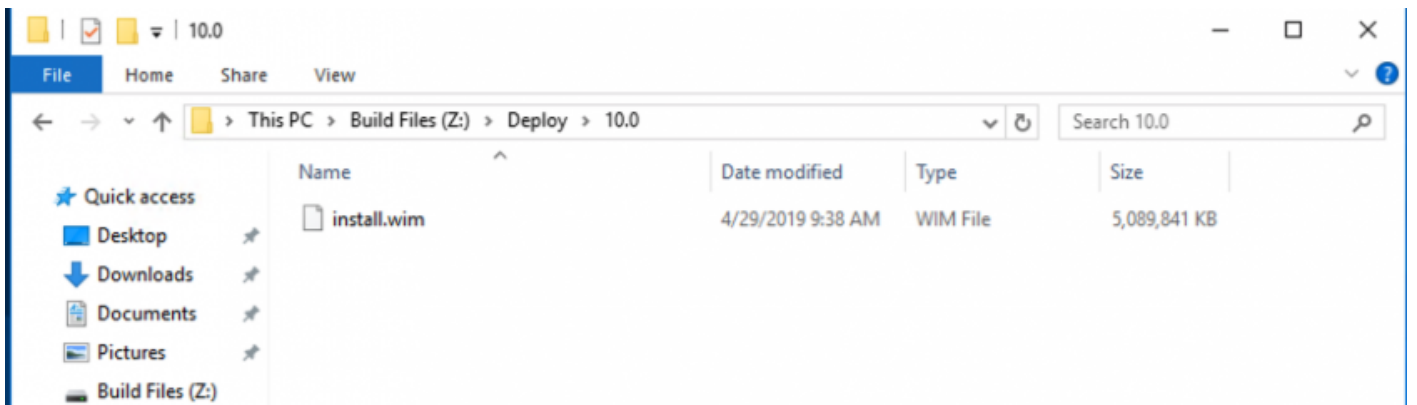 10.0
File Home Share View
This PC > Build Files (Z:) > Deploy > 10.0 Search 10.0
Name Date modified Type Size
Quick access
install.wim 4/29/2019 9:38 AM WIM File 5,089,841 KB
Desktop
Downloads
Documents
Pictures
Build Files (Z:)